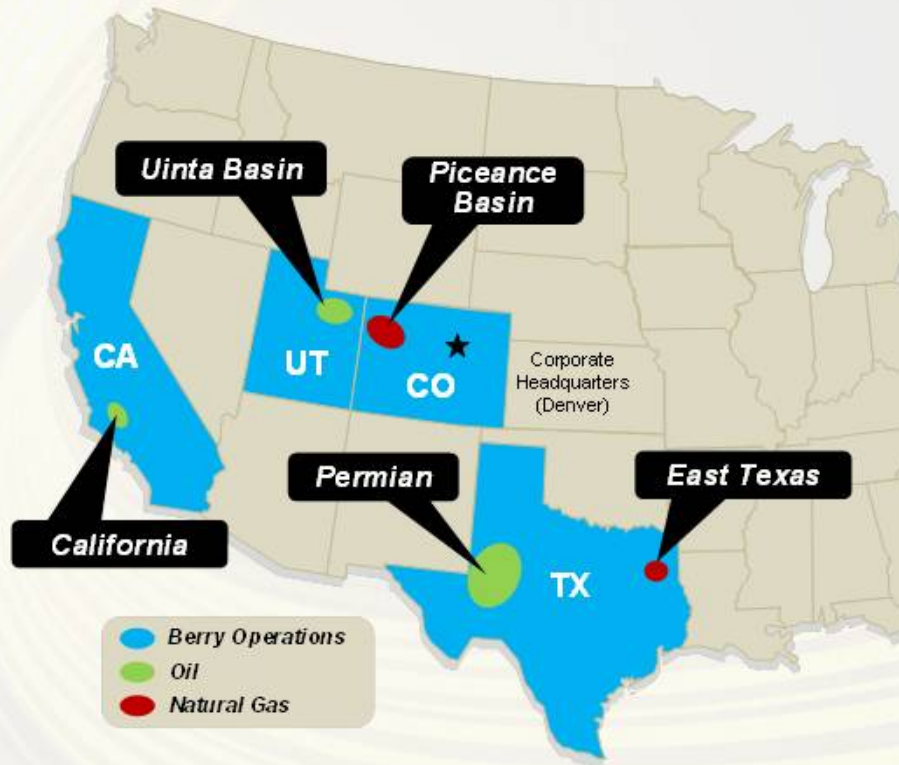 Uinta Basin
Piceance
Basin
CA
UT
CO
Corporate
Headquarters
(Denver)
Permian
East Texas
California
TX
Berry Operations
Oil
Natural Gas